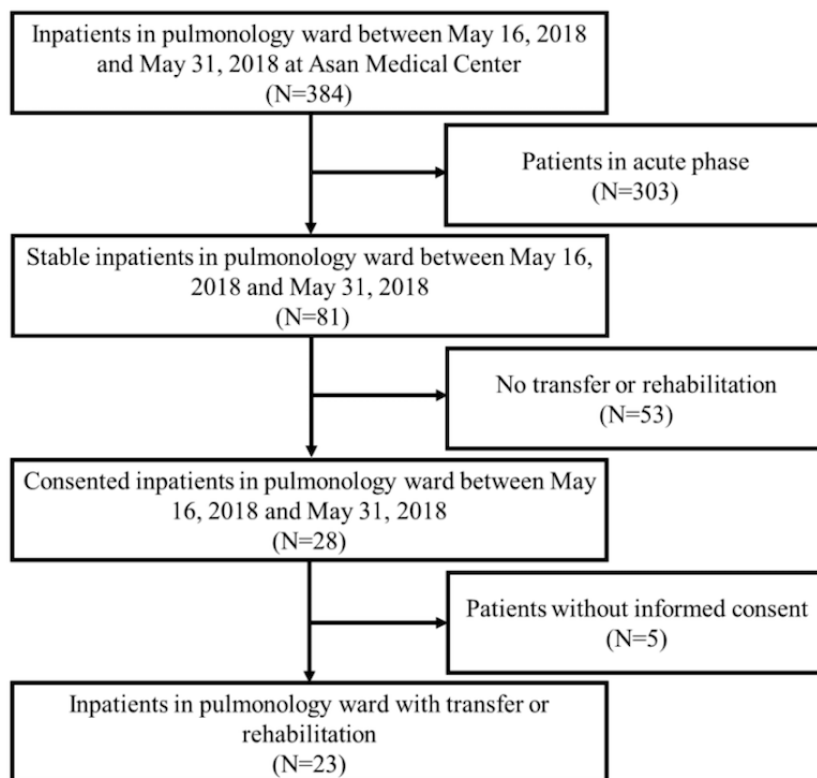 Inpatients in pulmonology ward between May 16, 2018
and May 31, 2018 at Asan Medical Center
(N=384)
Patients in acute phase
(N=303)
Stable inpatients in pulmonology ward between May 16,
2018 and May 31, 2018
(N=81)
No transfer or rehabilitation
(N=53)
Consented inpatients in pulmonology ward between May
16, 2018 and May 31, 2018
(N=28)
Patients without informed consent
(N=5)
Inpatients in pulmonology ward with transfer or
rehabilitation
(N=23)